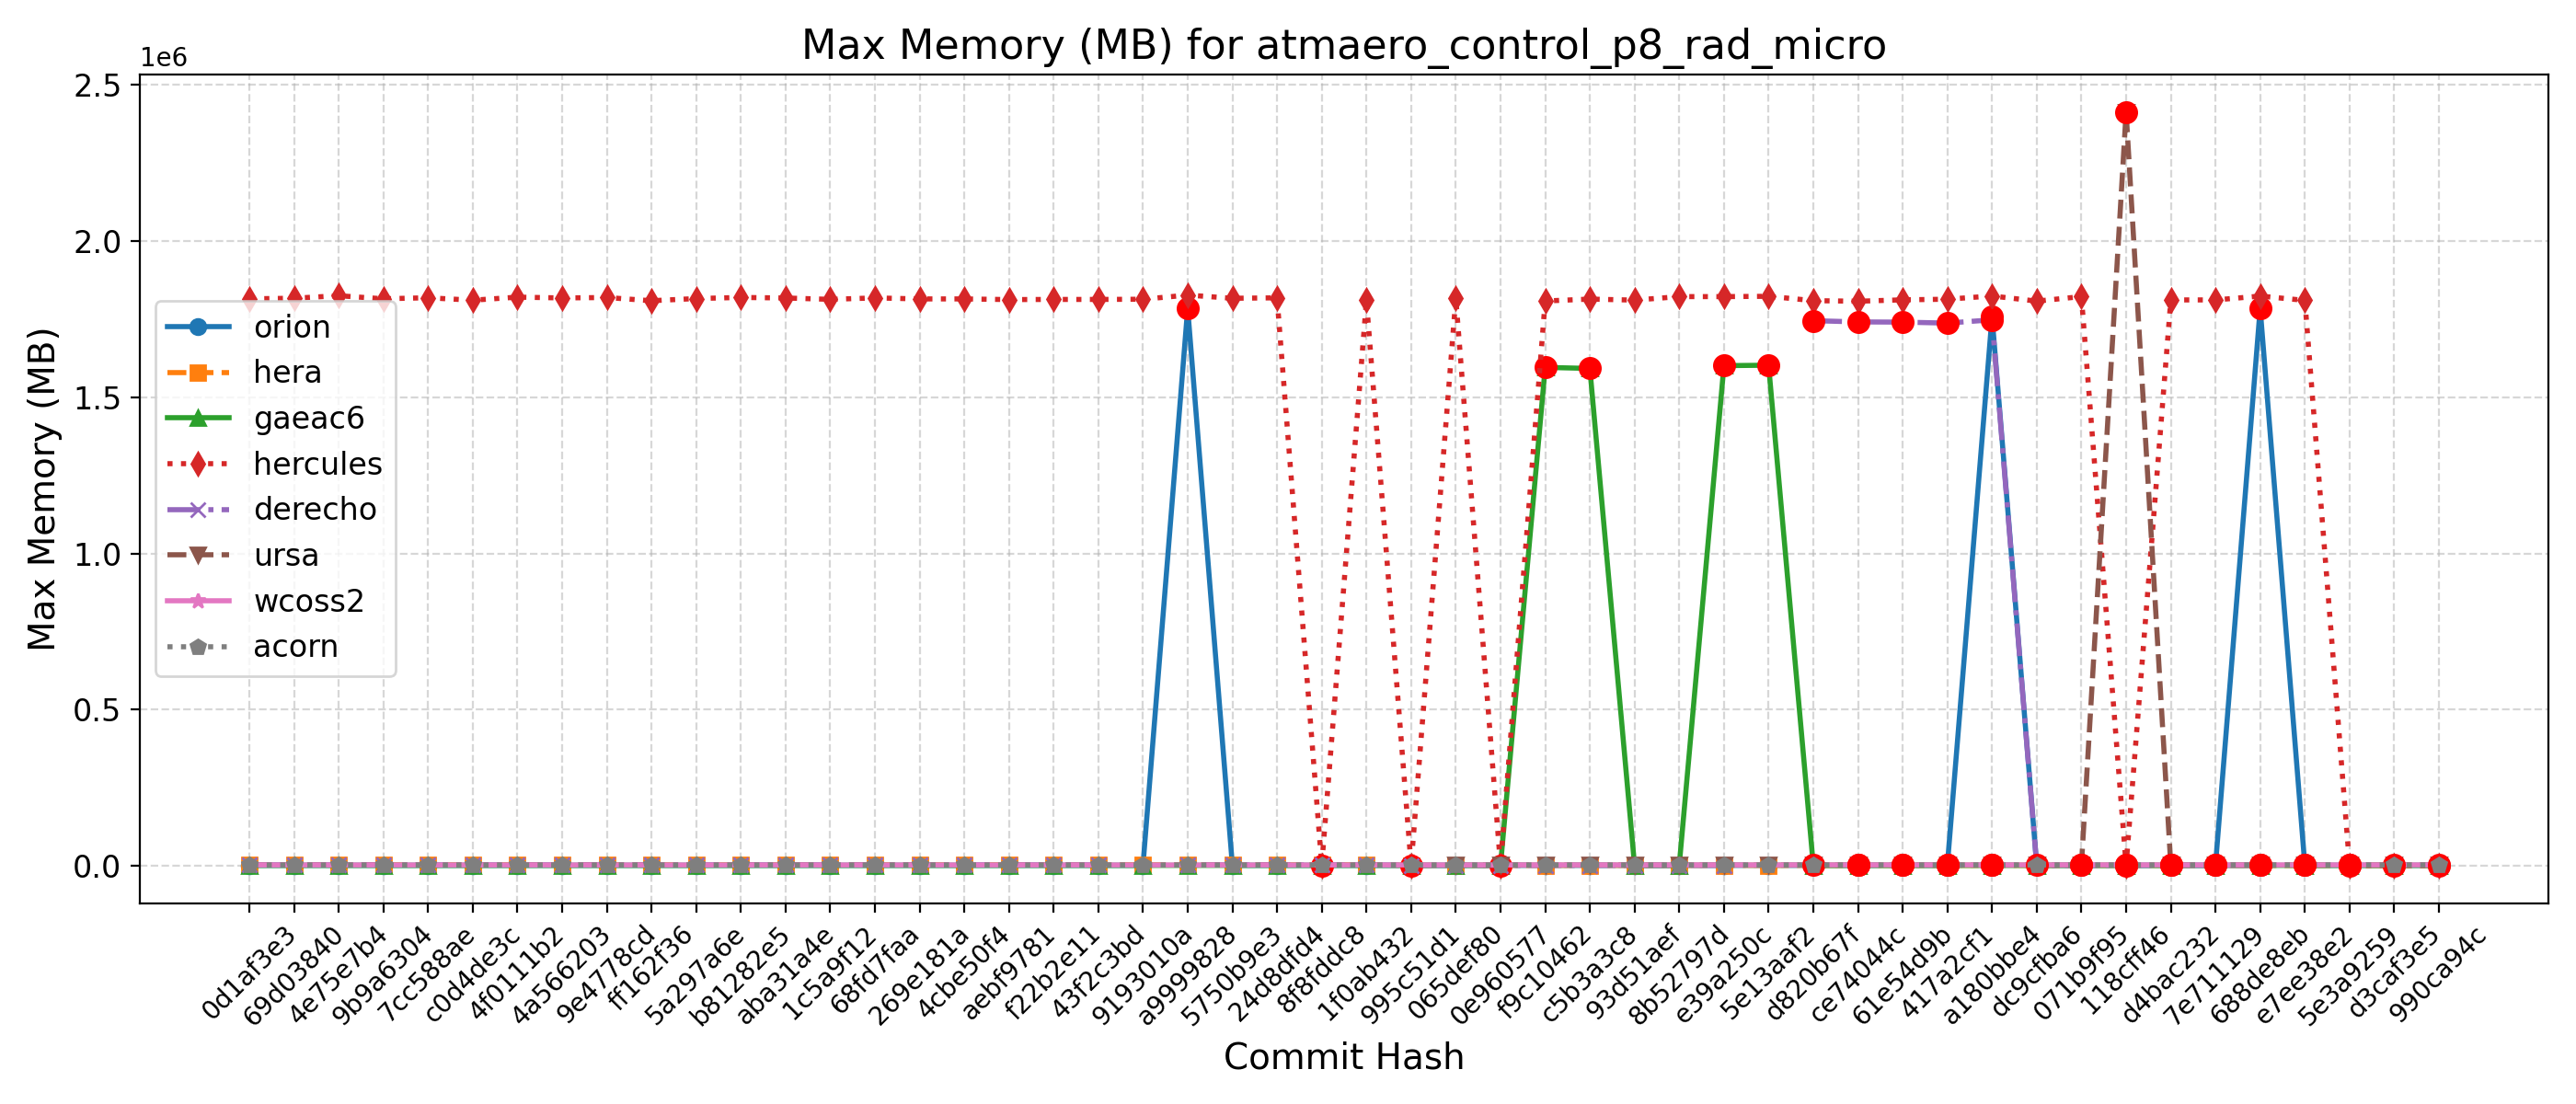 Max Memory (MB) for atmaero_control_p8_rad_micro
1e6
2.5
2.0
1.5
1.0
0.5
0.0
Max Memory (MB)
orion
hera
gaeac6
hercules
derecho
ursa
wcoss2
acorn
0d1af3e3
69d03840
4e75e7b4
9b9a6304
7cc588ae
c0d4de3c
4f0111b2
4a566203
9e4778cd
ff162f36
5a297a6e
b81282e5
aba31a4e
1c5a9f12
68fd7faa
269e181a
4cbe50f4
aebf9781
f22b2e11
43f2c3bd
9193010a
a9999828
5750b9e3
24d8dfd4
8f8fddc8
1f0ab432
995c51d1
065def80
0e960577
f9c10462
c5b3a3c8
93d51aef
8b52797d
e39a250c
5e13aaf2
d820b67f
ce74044c
61e54d9b
417a2cf1
a180bbe4
dc9cfba6
071b9f95
118cff46
d4bac232
7e711129
688de8eb
e7ee38e2
5e3a9259
d3caf3e5
990ca94c
Commit Hash